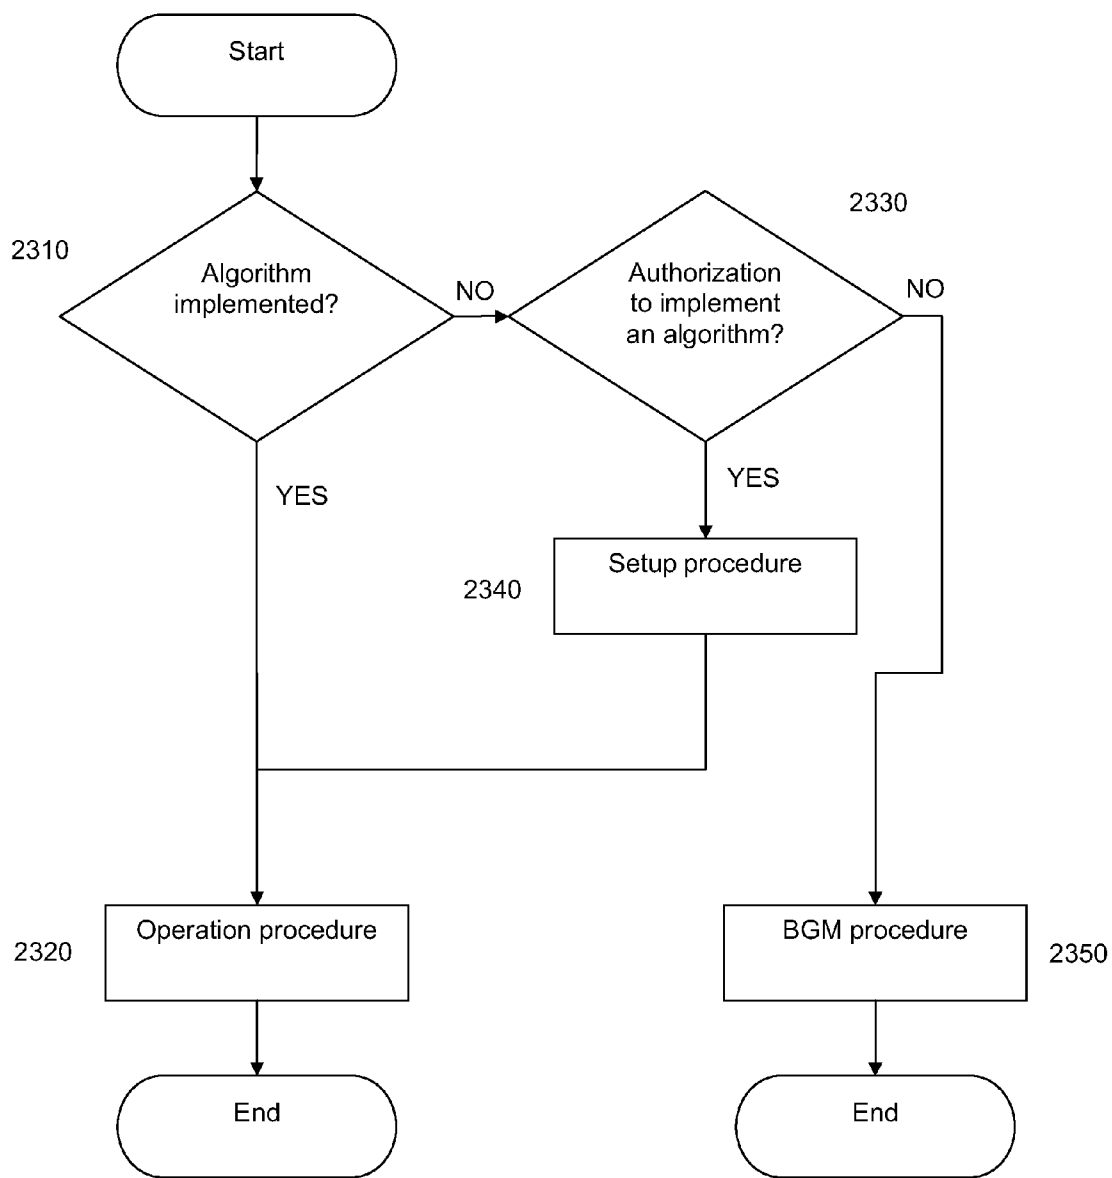 Start
2330
2310
Algorithm
implemented?
NO
Authorization
to implement
an algorithm?
NO
YES
YES
Setup procedure
2340
Operation procedure
2320
BGM procedure
2350
End
End